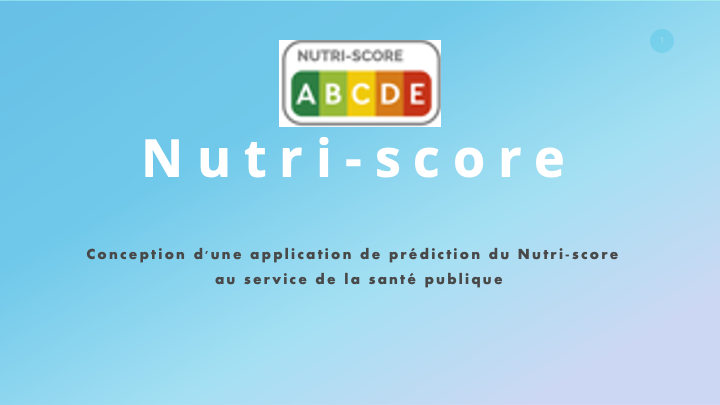 NUTRI-SCORE
A B C D E
Nutri-score
Conception d'une application de prédiction du Nutri-score
au service de la santé publique